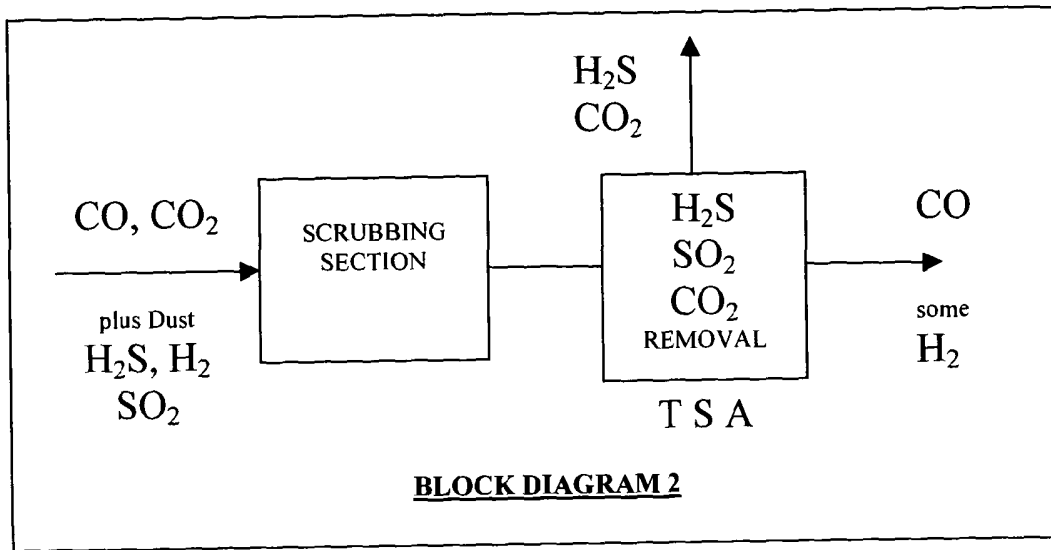 CO, CO₂
plus Dust
H₂S, H₂
SO₂
SCRUBBING
SECTION
H₂S
CO₂
H₂S
SO₂
CO₂
REMOVAL
T S A
CO
some
H₂
BLOCK DIAGRAM 2